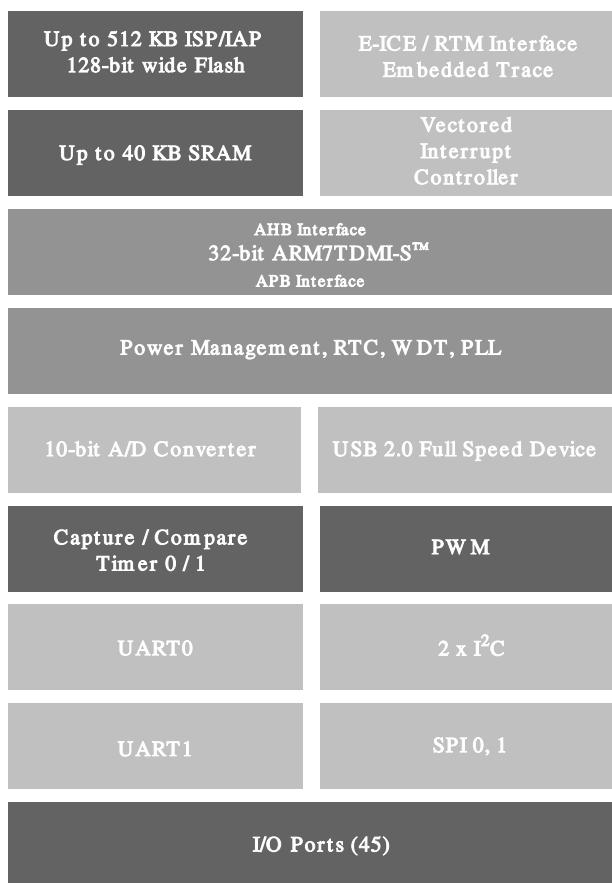 Up to 512 KB ISP/IAP
128-bit wide Flash
E-ICE / RTM Interface
Embedded Trace
Up to 40 KB SRAM
Vectored
Interrupt
Controller
AHB Interface
32-bit ARM7TDMI-S™
APB Interface
Power Management, RTC, WDT, PLL
10-bit A/D Converter
USB 2.0 Full Speed Device
Capture / Compare
Timer 0 / 1
PWM
UART0
2 x I²C
UART1
SPI 0, 1
I/O Ports (45)